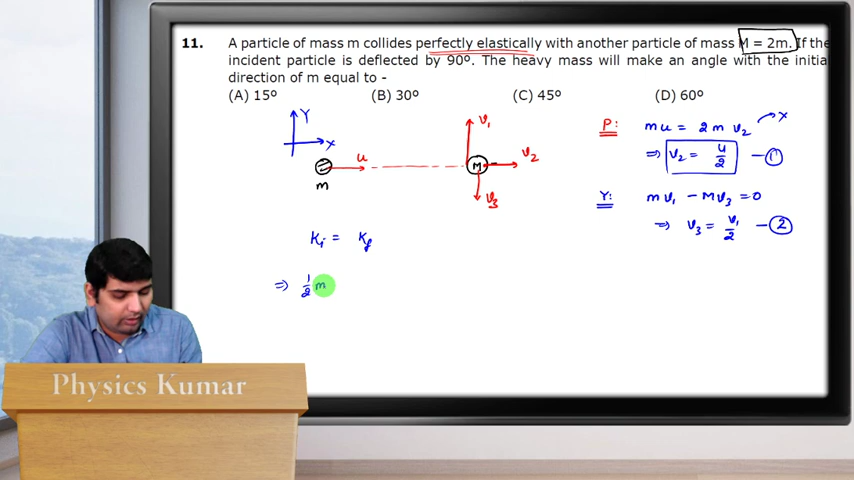 11. A particle of mass m collides perfectly elastically with another particle of mass M = 2m. If the
incident particle is deflected by 90º. The heavy mass will make an angle with the initial
direction of m equal to -
(A) 15º (B) 30º (C) 45º (D) 60º
Y
x
u
m
v₁
M
v₂
v₃
P: mu = 2m v₂ → x
⇒ v₂ = u/2 — ①
Y: mv₁ - Mv₃ = 0
⇒ v₃ = v₁/2 — ②
Kᵢ = K_f
⇒ 1/2 m
Physics Kumar